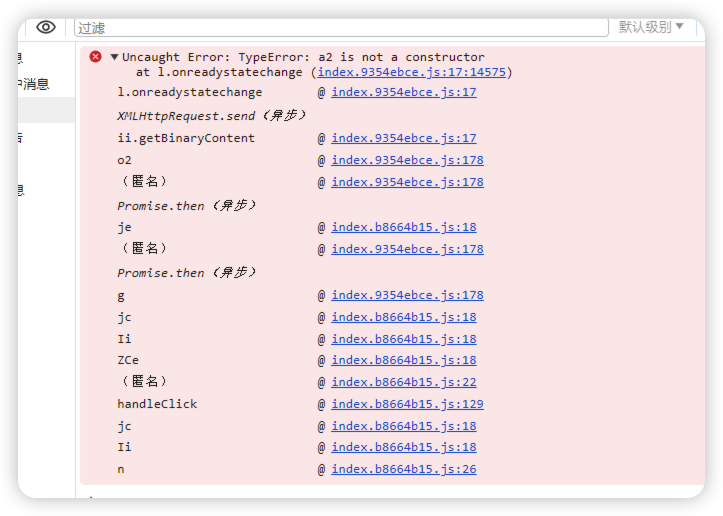 过滤
默认级别
息
户消息
Uncaught Error: TypeError: a2 is not a constructor
at l.onreadystatechange (index.9354ebce.js:17:14575)
l.onreadystatechange @ index.9354ebce.js:17
XMLHttpRequest.send（异步）
ii.getBinaryContent @ index.9354ebce.js:17
o2 @ index.9354ebce.js:178
（匿名） @ index.9354ebce.js:178
Promise.then（异步）
je @ index.b8664b15.js:18
（匿名） @ index.9354ebce.js:178
Promise.then（异步）
g @ index.9354ebce.js:178
jc @ index.b8664b15.js:18
Ii @ index.b8664b15.js:18
ZCe @ index.b8664b15.js:18
（匿名） @ index.b8664b15.js:22
handleClick @ index.b8664b15.js:129
jc @ index.b8664b15.js:18
Ii @ index.b8664b15.js:18
n @ index.b8664b15.js:26
息